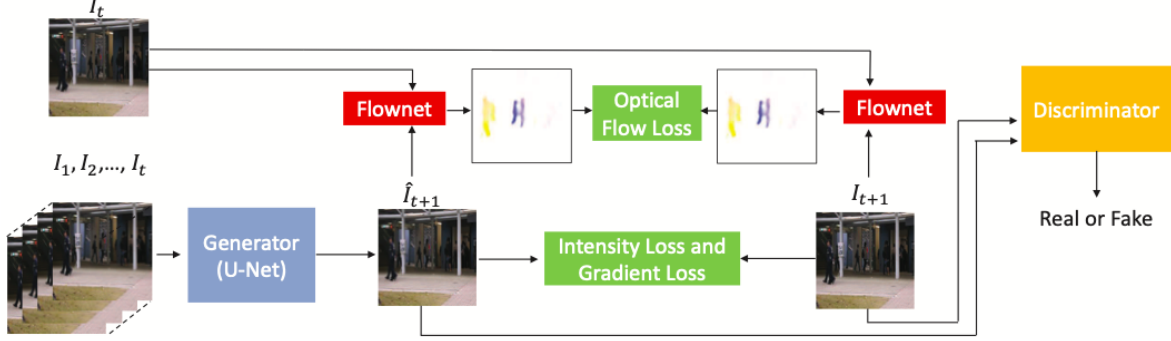 I_t
Flownet
Optical
Flow Loss
Flownet
Discriminator
I_1, I_2,..., I_t
Î_{t+1}
I_{t+1}
Real or Fake
Generator
(U-Net)
Intensity Loss and
Gradient Loss